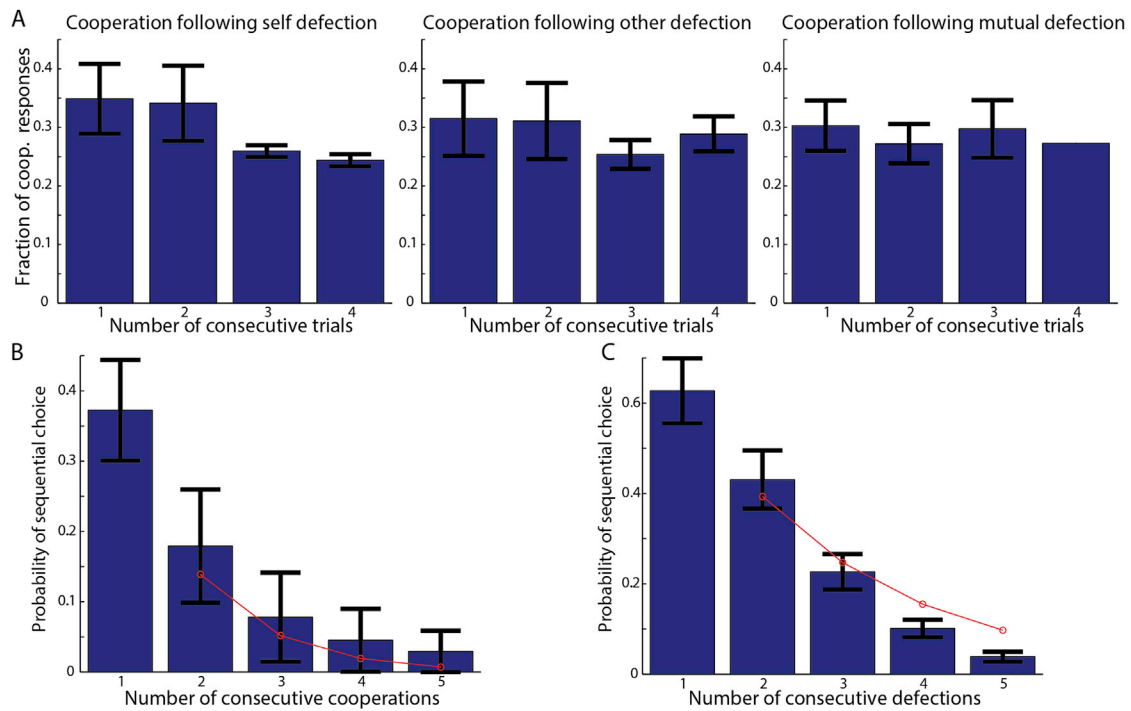 A
Cooperation following self defection
Cooperation following other defection
Cooperation following mutual defection
Fraction of coop. responses
0.4
0.3
0.2
0.1
0
1 2 3 4
Number of consecutive trials
0.4
0.3
0.2
0.1
0
1 2 3 4
Number of consecutive trials
0.4
0.3
0.2
0.1
0
1 2 3 4
Number of consecutive trials
B
Probability of sequential choice
0.4
0.3
0.2
0.1
0
1 2 3 4 5
Number of consecutive cooperations
C
Probability of sequential choice
0.6
0.4
0.2
0
1 2 3 4 5
Number of consecutive defections